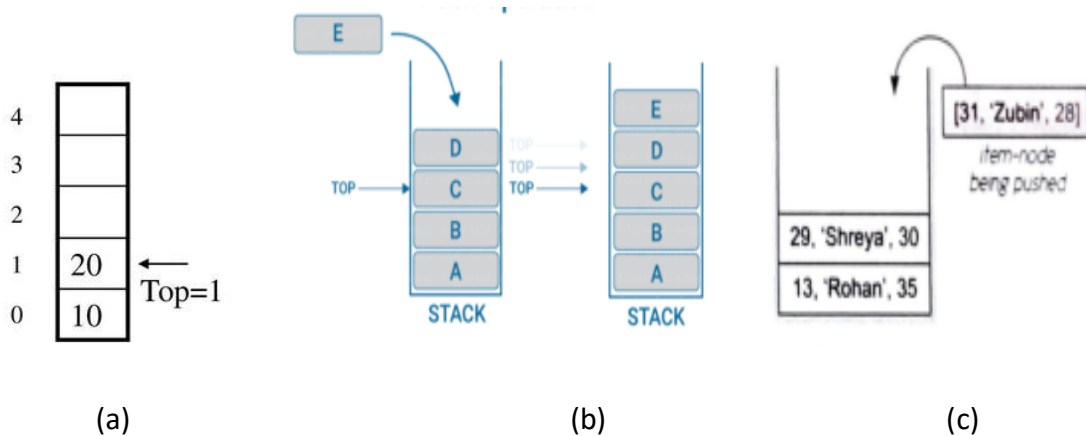 4
3
2
1
0
20
10
Top=1
(a)
E
D
C
B
A
TOP
STACK
TOP
TOP
TOP
E
D
C
B
A
STACK
(b)
[31, 'Zubin', 28]
item-node
being pushed
29, 'Shreya', 30
13, 'Rohan', 35
(c)